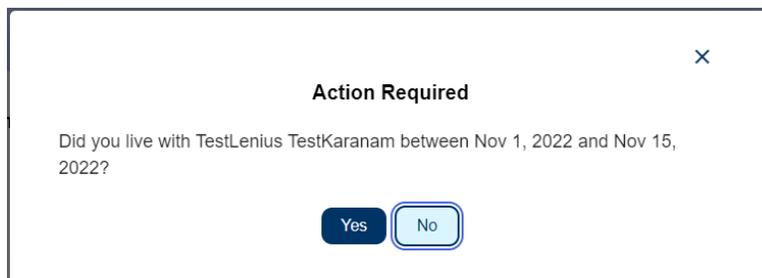 Action Required
Did you live with TestLenius TestKaranam between Nov 1, 2022 and Nov 15,
2022?
Yes No